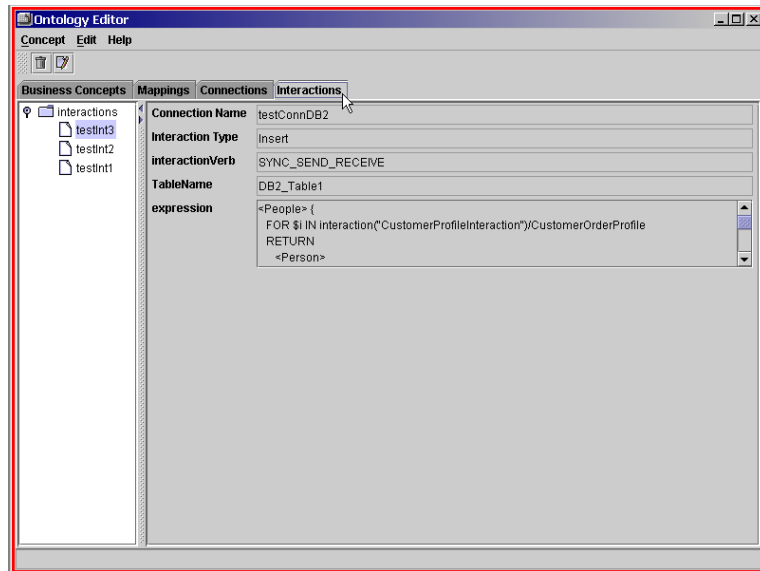 Ontology Editor
Concept Edit Help
Business Concepts Mappings Connections Interactions
interactions
testInt3
testInt2
testInt1
Connection Name testConnDB2
Interaction Type Insert
interactionVerb SYNC_SEND_RECEIVE
TableName DB2_Table1
expression <People> {
FOR $i IN interaction("CustomerProfileInteraction")/CustomerOrderProfile
RETURN
<Person>